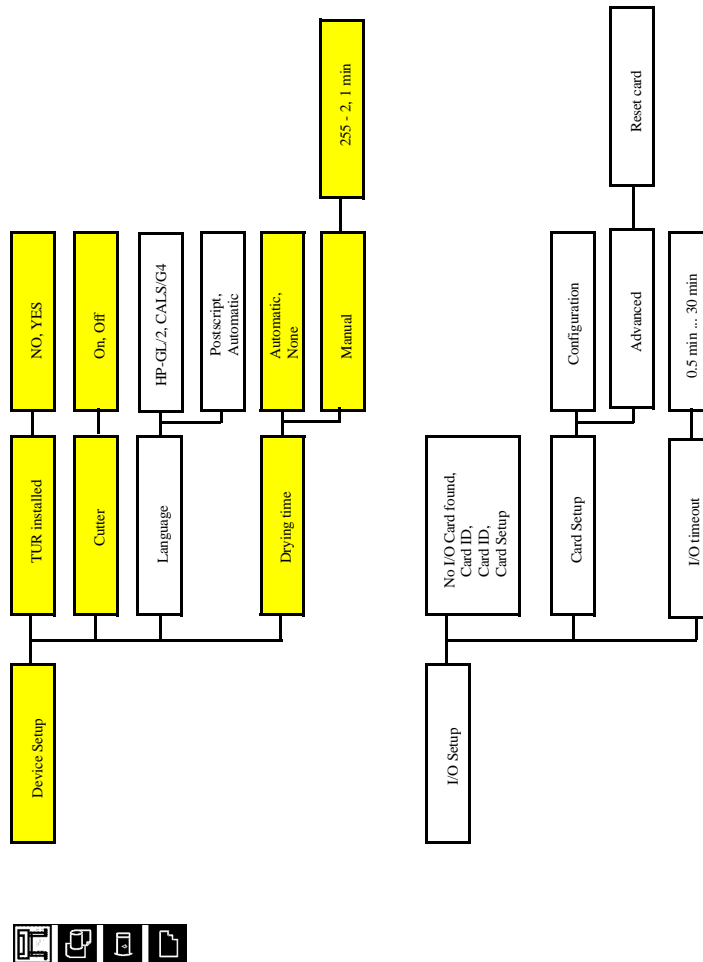 Device Setup
TUR installed
NO, YES
Cutter
On, Off
Language
HP-GL/2, CALS/G4
Postscript,
Automatic
Drying time
Automatic,
None
Manual
255 - 2, 1 min
I/O Setup
No I/O Card found,
Card ID,
Card ID,
Card Setup
Card Setup
Configuration
Advanced
Reset card
I/O timeout
0.5 min ... 30 min